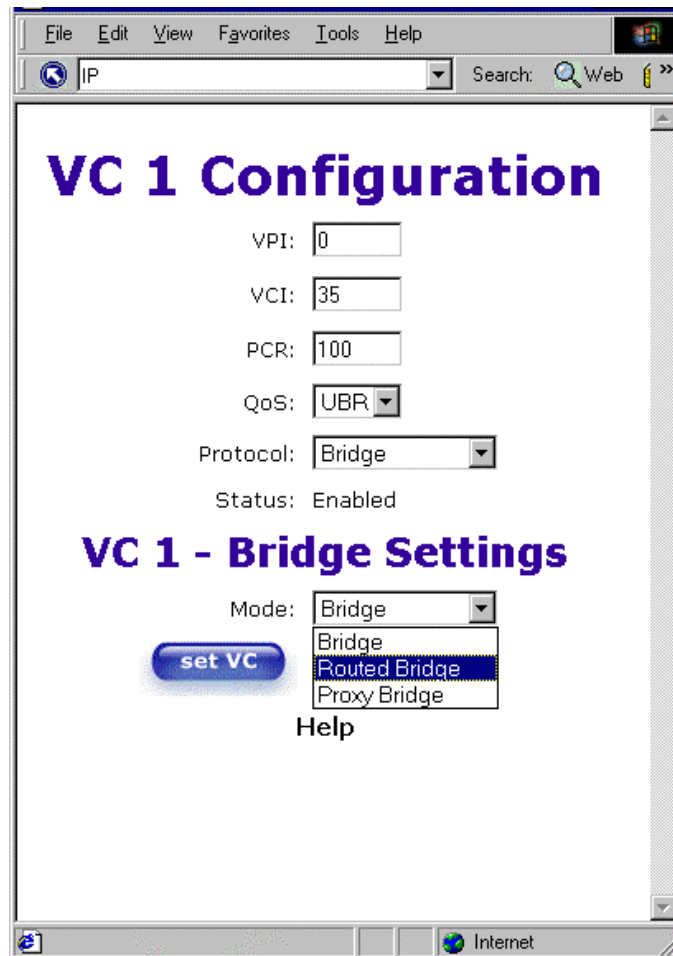 File Edit View Favorites Tools Help
IP Search: Web »
VC 1 Configuration
VPI: 0
VCI: 35
PCR: 100
QoS: UBR
Protocol: Bridge
Status: Enabled
VC 1 - Bridge Settings
Mode: Bridge
Bridge
set VC Routed Bridge
Proxy Bridge
Help
Internet